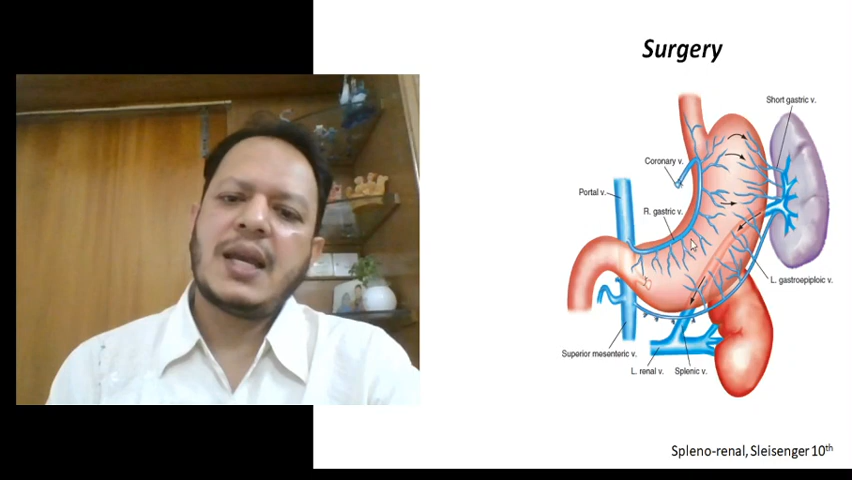 Surgery
Short gastric v.
Coronary v.
Portal v.
R. gastric v.
L. gastroepiploic v.
Superior mesenteric v.
L. renal v.
Splenic v.
Spleno-renal, Sleisenger 10th